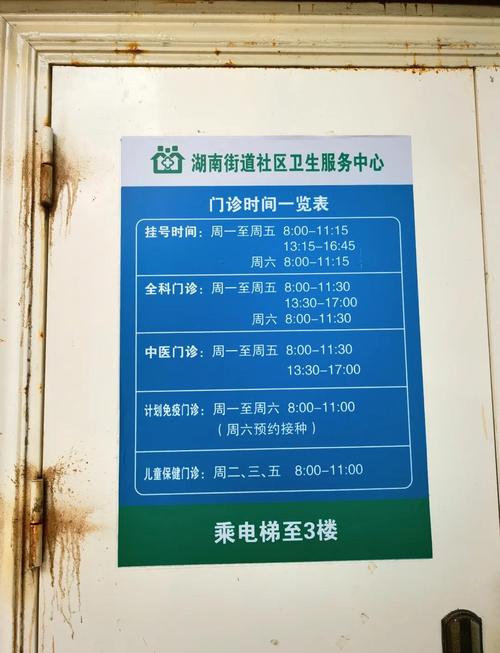 湖南街道社区卫生服务中心
门诊时间一览表
挂号时间：周一至周五 8:00-11:15
13:15-16:45
周六 8:00-11:15
全科门诊：周一至周五 8:00-11:30
13:30-17:00
周六 8:00-11:30
中医门诊：周一至周五 8:00-11:30
13:30-17:00
计划免疫门诊：周一至周六 8:00-11:00
（周六预约接种）
儿童保健门诊：周二、三、五 8:00-11:00
乘电梯至3楼